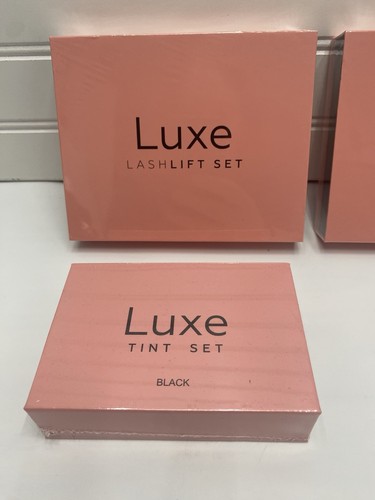 Luxe
LASHLIFT SET
Luxe
TINT SET
BLACK